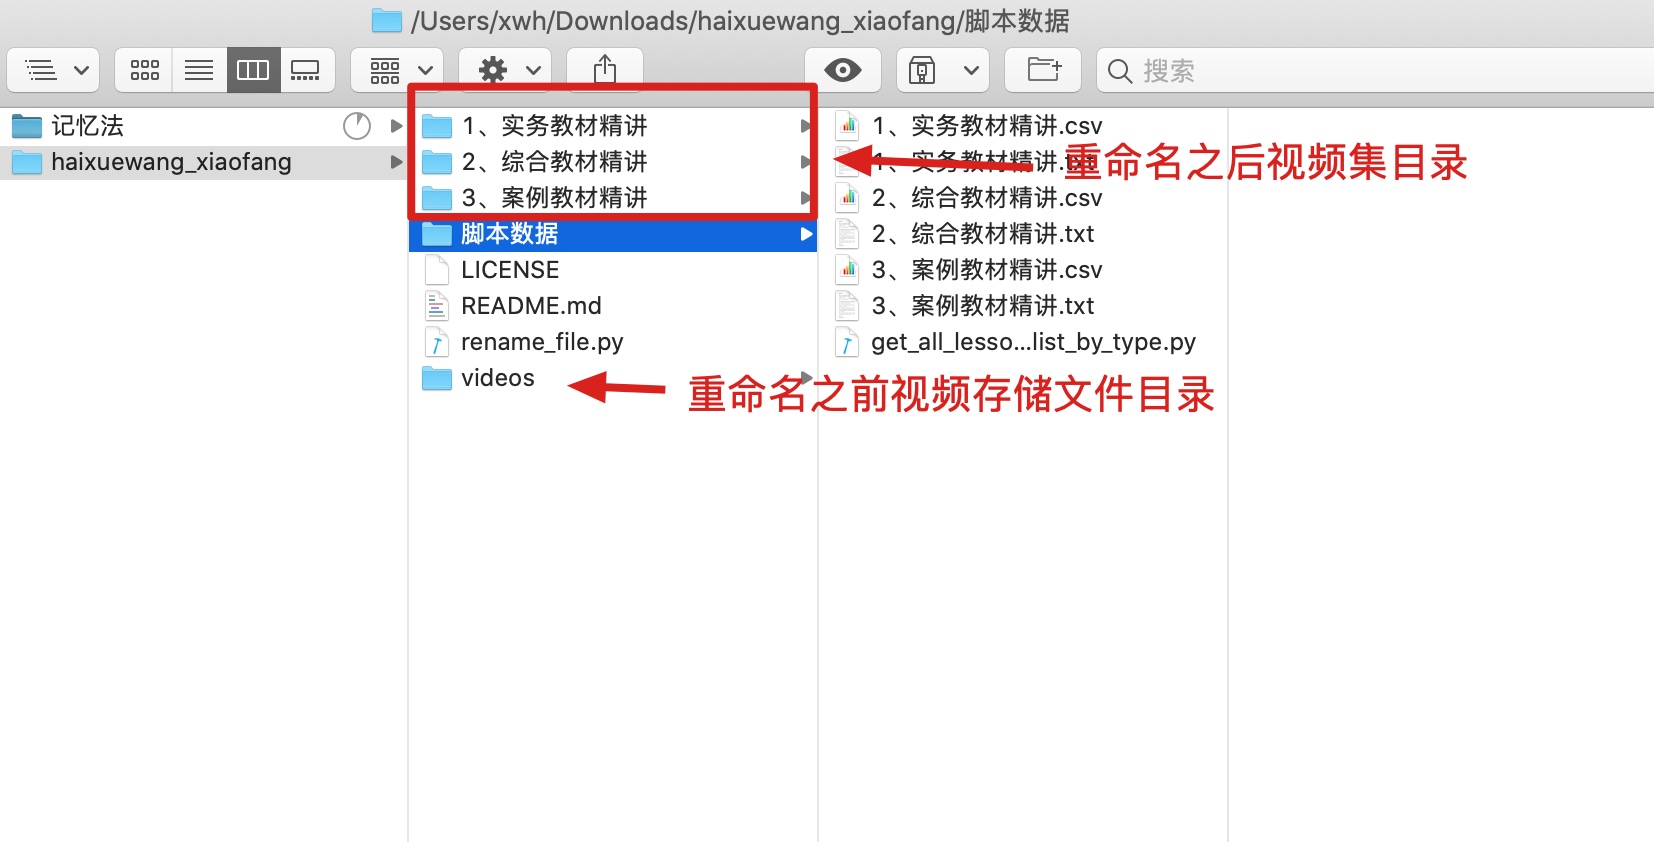 /Users/xwh/Downloads/haixuewang_xiaofang/脚本数据
搜索
记忆法
haixuewang_xiaofang
1、实务教材精讲
2、综合教材精讲
3、案例教材精讲
脚本数据
LICENSE
README.md
rename_file.py
videos
1、实务教材精讲.csv
1、实务教材精讲.txt
2、综合教材精讲.csv
2、综合教材精讲.txt
3、案例教材精讲.csv
3、案例教材精讲.txt
get_all_lesso...list_by_type.py
重命名之后视频集目录
重命名之前视频存储文件目录